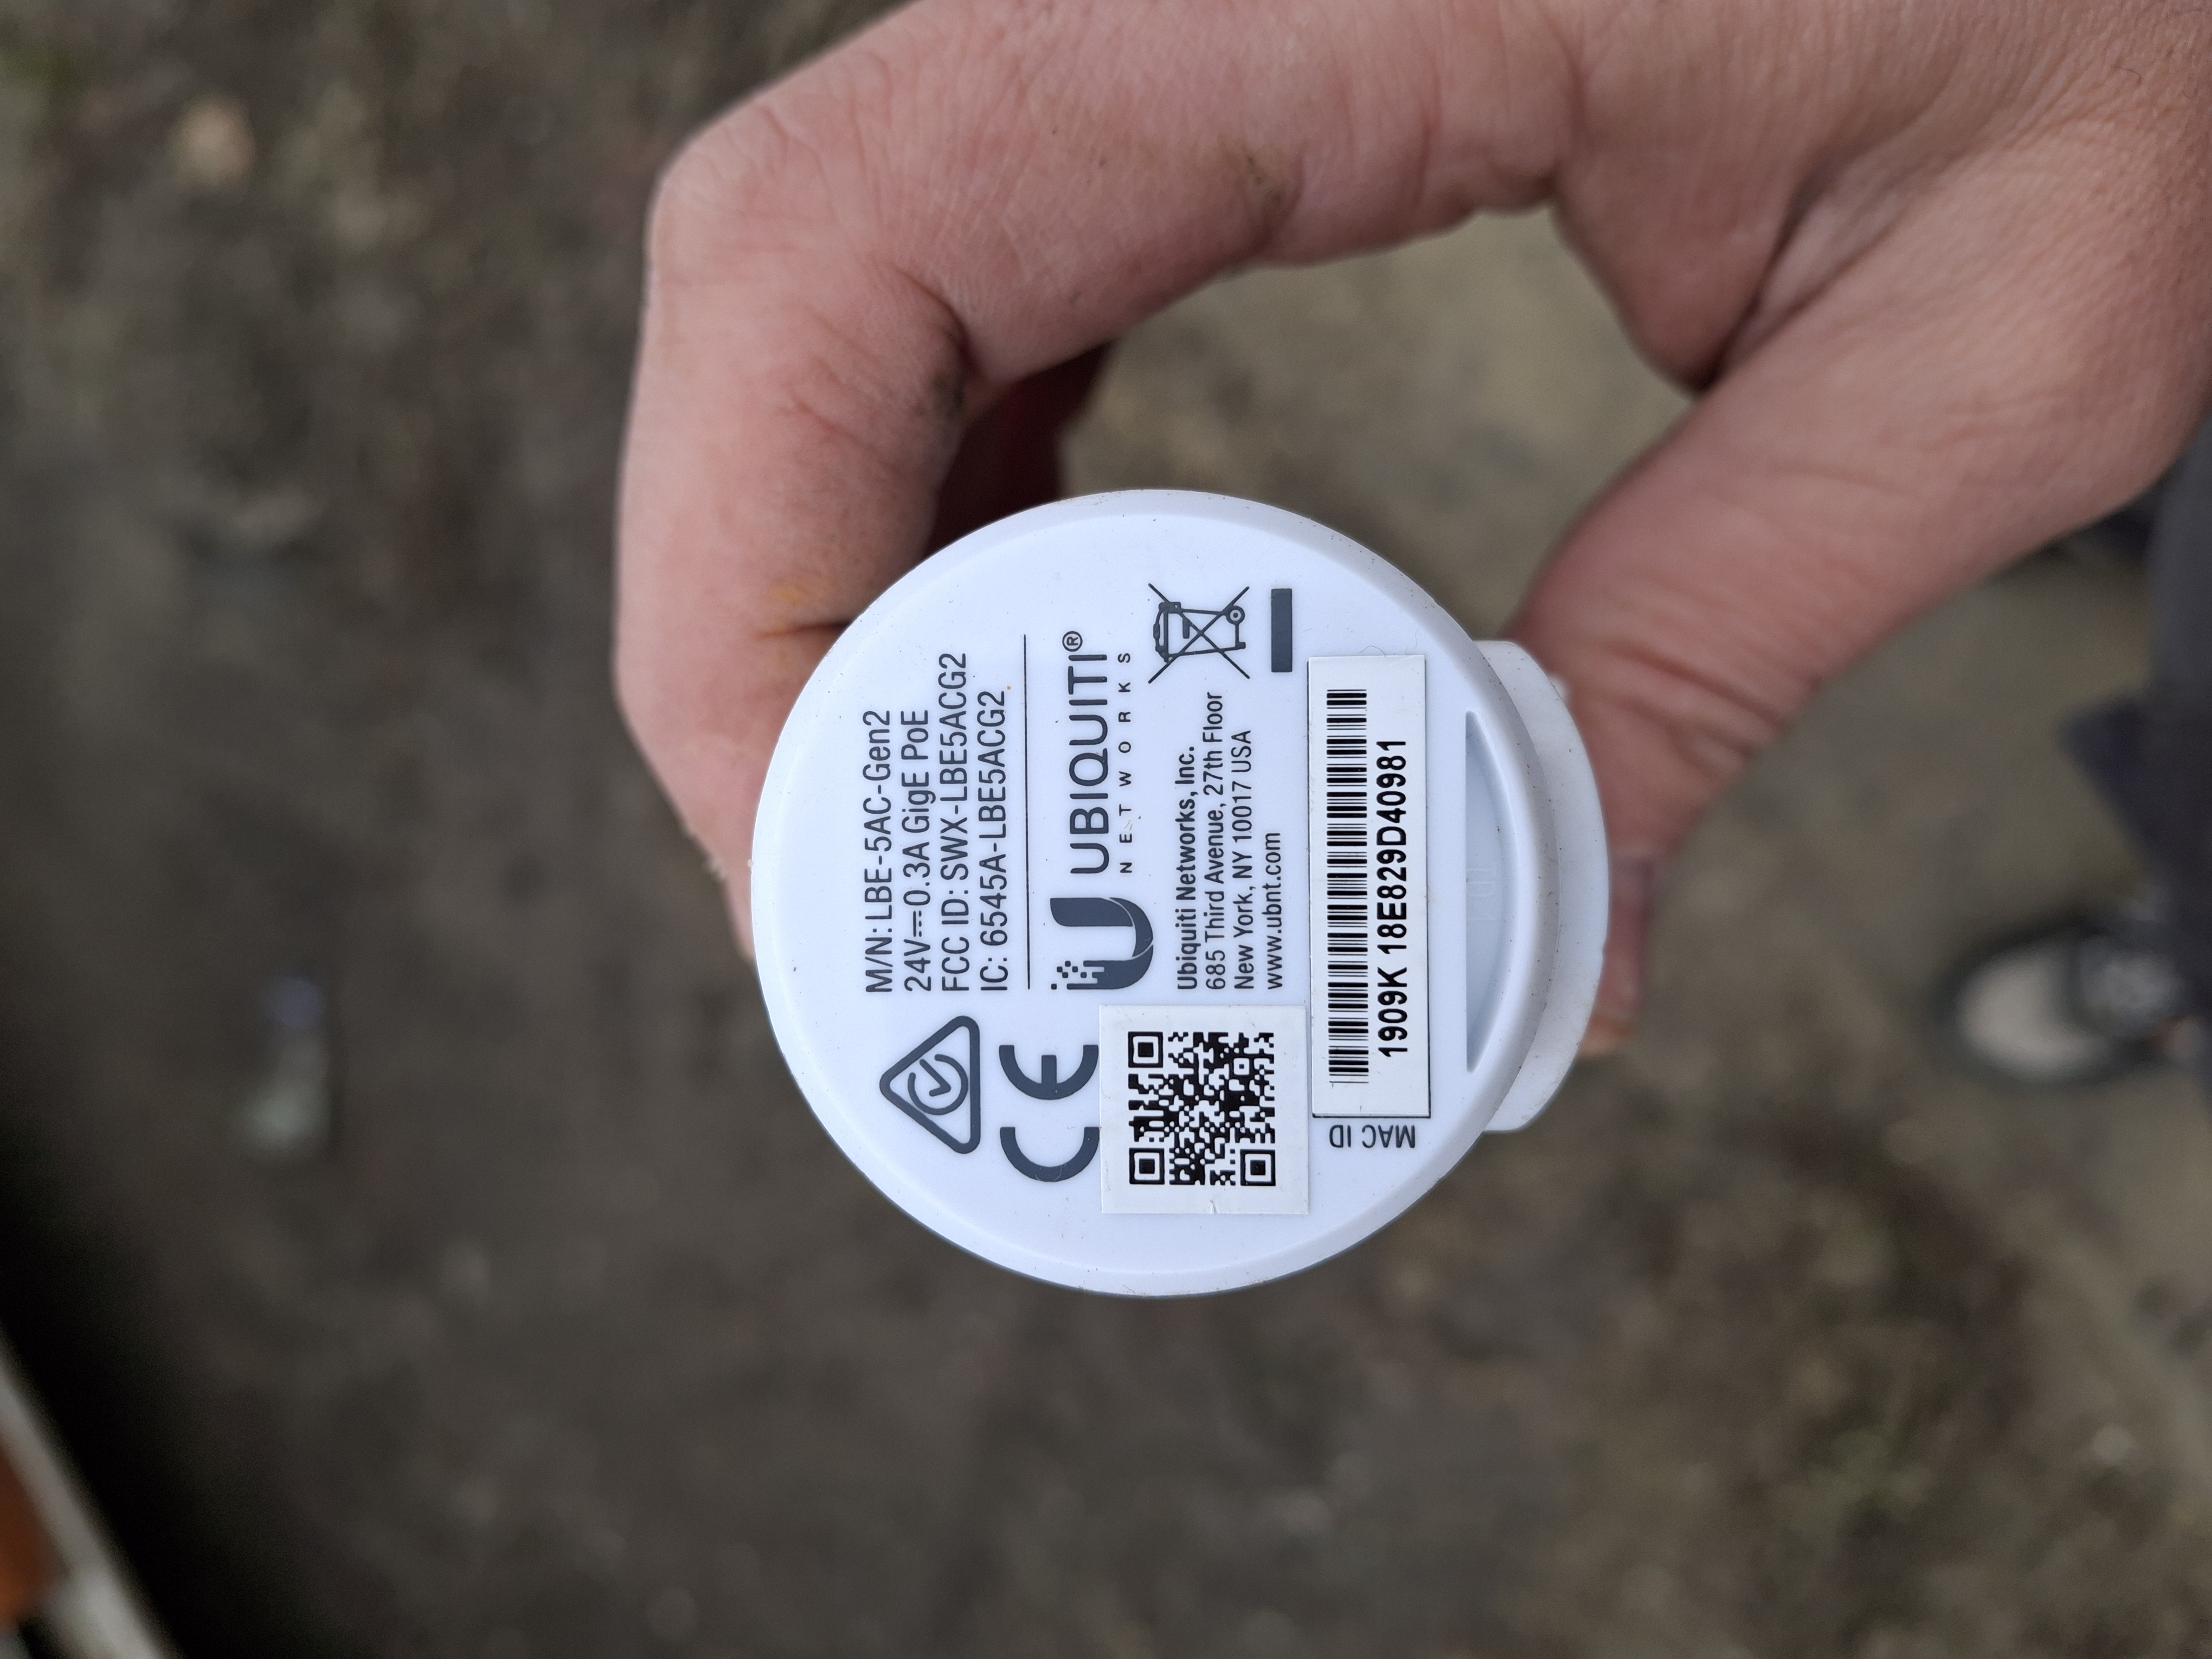 M/N: LBE-5AC-Gen2
24V⎓0.3A GigE PoE
FCC ID: SWX-LBE5ACG2
IC: 6545A-LBE5ACG2
UBIQUITI®
NETWORKS
Ubiquiti Networks, Inc.
685 Third Avenue, 27th Floor
New York, NY 10017 USA
www.ubnt.com
CE
MAC ID
1909K 18E829D40981